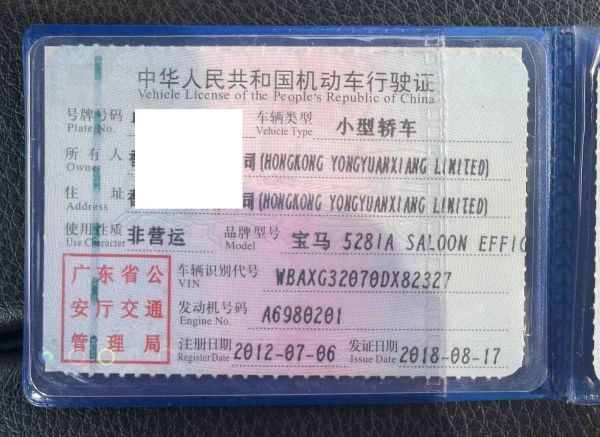 中华人民共和国机动车行驶证
Vehicle License of the People's Republic of China
号牌号码 车辆类型 小型轿车
Plate No. Vehicle Type
所有人 司(HONGKONG YONGYUANXIANG LIMITED)
Owner
住址 司(HONGKONG YONGYUANXIANG LIMITED)
Address
使用性质 非营运 品牌型号 宝马 528IA SALOON EFFIC
Use Character Model
广东省公
安厅交通
管理局
车辆识别代号 WBAXG32070DX82327
VIN
发动机号码 A6980201
Engine No.
注册日期 2012-07-06 发证日期 2018-08-17
Register Date Issue Date